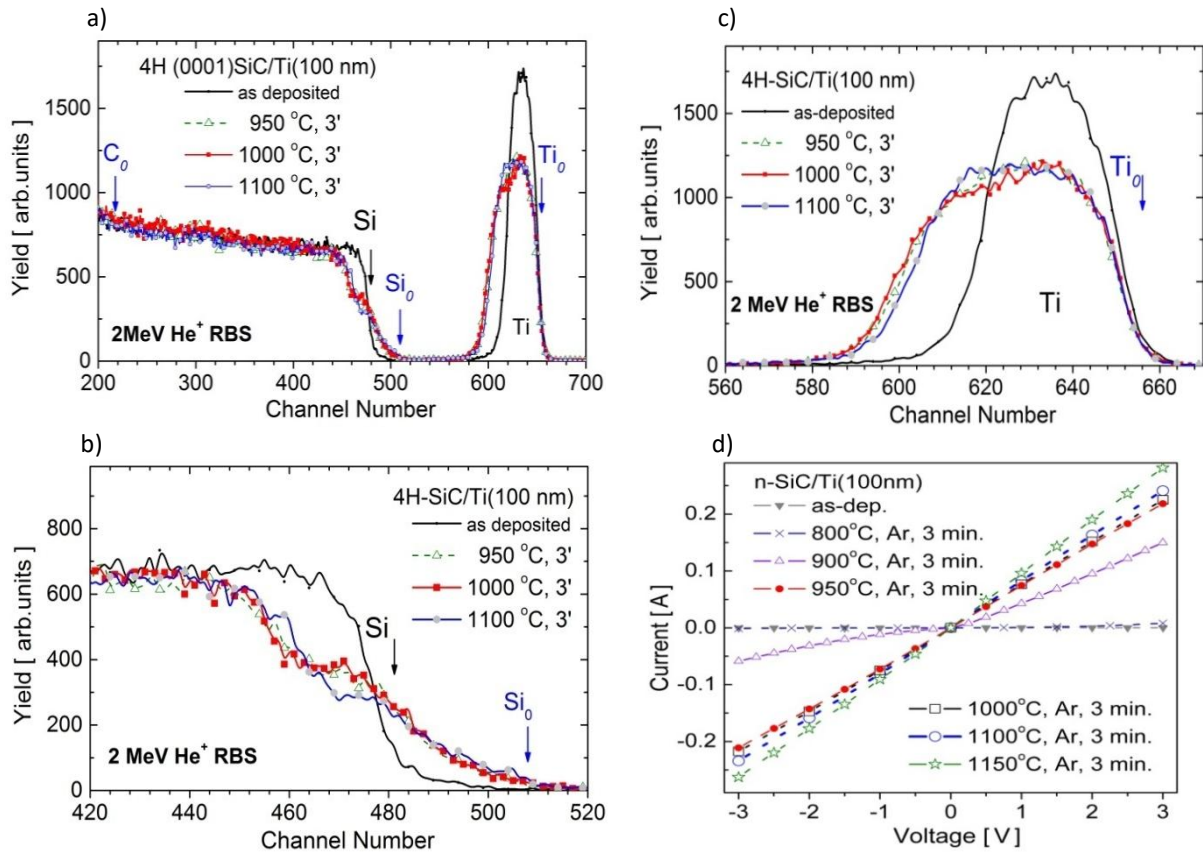 a)
4H (0001)SiC/Ti(100 nm)
as deposited
950 °C, 3'
1000 °C, 3'
1100 °C, 3'
C0
Ti0
Si
Si0
2MeV He+ RBS
Ti
Yield [ arb.units]
1500
1250
1000
750
500
250
0
200 300 400 500 600 700
Channel Number
c)
4H-SiC/Ti(100 nm)
as-deposited
950 °C, 3'
1000 °C, 3'
1100 °C, 3'
Ti0
2 MeV He+ RBS
Ti
Yield [ arb.units]
1500
1250
1000
750
500
250
0
560 580 600 620 640 660
Channel Number
b)
4H-SiC/Ti(100 nm)
as deposited
950 °C, 3'
1000 °C, 3'
1100 °C, 3'
Si
Si0
2 MeV He+ RBS
Yield [ arb.units]
800
600
400
200
0
420 440 460 480 500 520
Channel Number
d)
n-SiC/Ti(100nm)
as-dep.
800°C, Ar, 3 min.
900°C, Ar, 3 min.
950°C, Ar, 3 min.
1000°C, Ar, 3 min.
1100°C, Ar, 3 min.
1150°C, Ar, 3 min.
Current [ A ]
0.2
0.1
0.0
-0.1
-0.2
-3 -2 -1 0 1 2 3
Voltage [ V ]